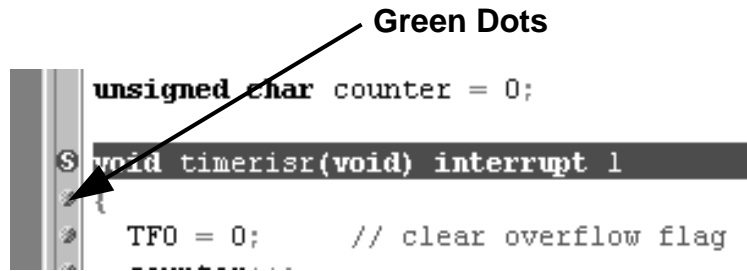 Green Dots
unsigned char counter = 0;
S void timerisr(void) interrupt 1
{
TF0 = 0; // clear overflow flag